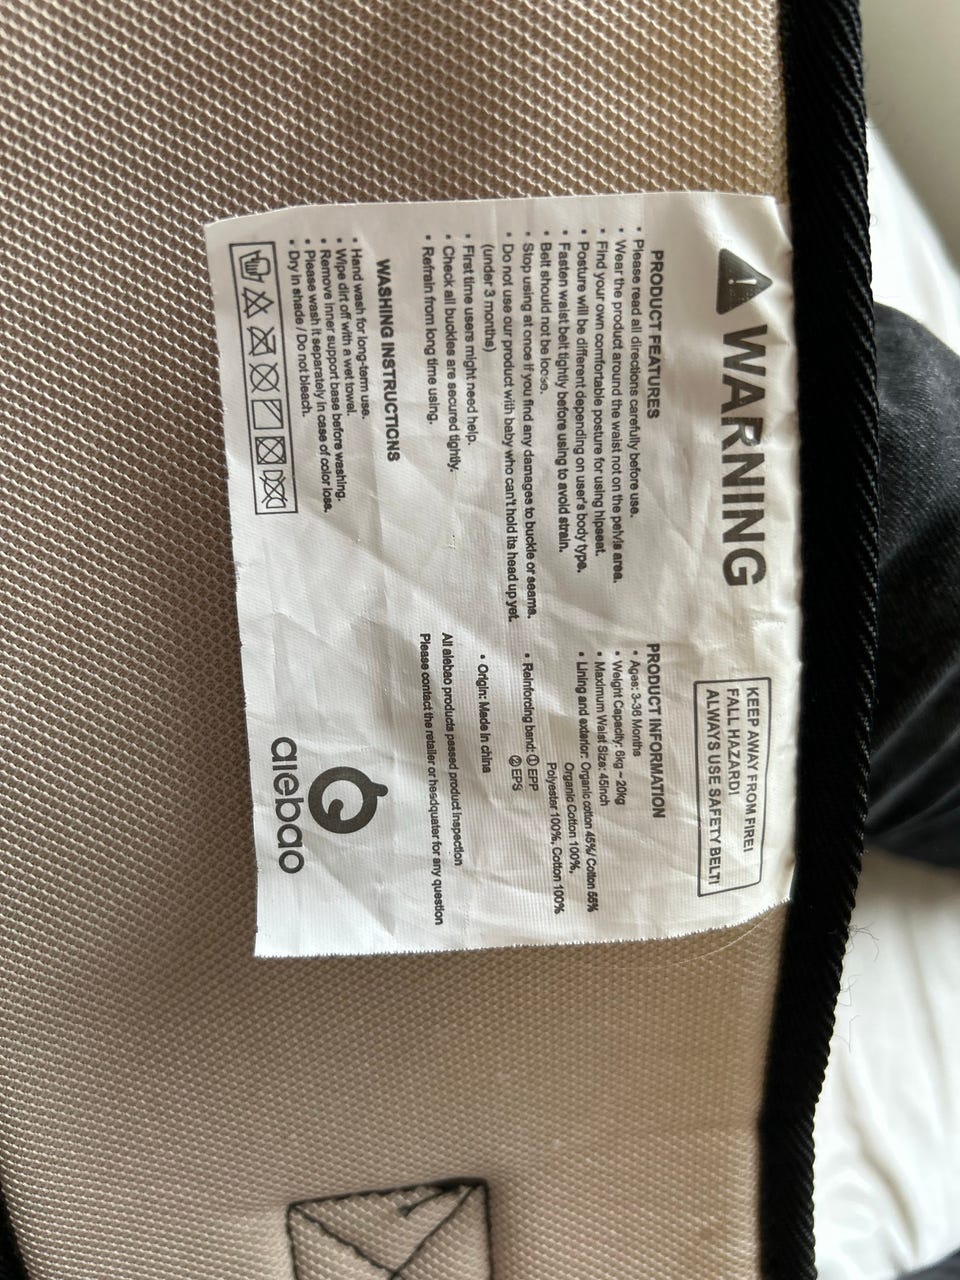 WARNING
KEEP AWAY FROM FIRE!
FALL HAZARD!
ALWAYS USE SAFETY BELT!
PRODUCT FEATURES
• Please read all directions carefully before use.
• Wear the product around the waist not on the pelvis area.
• Find your own comfortable posture for using hipseat.
• Posture will be different depending on user's body type.
• Fasten waist belt tightly before using to avoid strain.
• Belt should not be loose.
• Stop using at once if you find any damages to buckle or seams.
• Do not use our product with baby who can't hold its head up yet.
(under 3 months)
• First time users might need help.
• Check all buckles are secured tightly.
• Refrain from long time using.
WASHING INSTRUCTIONS
• Hand wash for long-term use.
• Wipe dirt off with a wet towel.
• Remove inner support base before washing.
• Please wash it separately in case of color loss.
• Dry in shade / Do not bleach.
PRODUCT INFORMATION
• Ages: 3-36 Months
• Weight Capacity: 6kg ~ 20kg
• Maximum Waist Size: 45inch
• Lining and exterior: Organic cotton 45%/ Cotton 55%
Organic Cotton 100%,
Polyester 100%, Cotton 100%
• Reinforcing band: ① EPP
② EPS
• Origin: Made in china
All aiebao products passed product inspection
Please contact the retailer or headquater for any question
aiebao